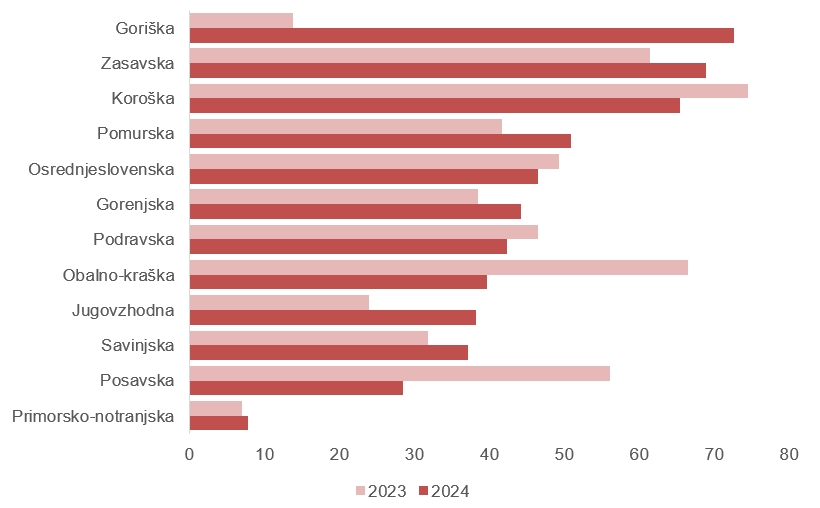 Goriška
Zasavska
Koroška
Pomurska
Osrednjeslovenska
Gorenjska
Podravska
Obalno-kraška
Jugovzhodna
Savinjska
Posavska
Primorsko-notranjska
0 10 20 30 40 50 60 70 80
2023 2024